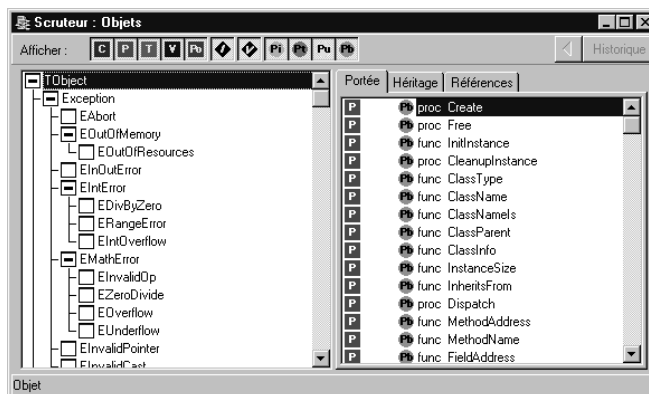 Scruteur : Objets
Afficher :
C P T V Po Pi Pt Pu Pb
Historique
TObject
Exception
EAbort
EOutOfMemory
EOutOfResources
EInOutError
EIntError
EDivByZero
ERangeError
EIntOverflow
EMathError
EInvalidOp
EZeroDivide
EOverflow
EUnderflow
EInvalidPointer
EInvalidCast
Portée Héritage Références
P Pb proc Create
P Pb proc Free
P Pb func InitInstance
P Pb proc CleanupInstance
P Pb func ClassType
P Pb func ClassName
P Pb func ClassNameIs
P Pb func ClassParent
P Pb func ClassInfo
P Pb func InstanceSize
P Pb func InheritsFrom
P Pb proc Dispatch
P Pb func MethodAddress
P Pb func MethodName
P Pb func FieldAddress
Objet